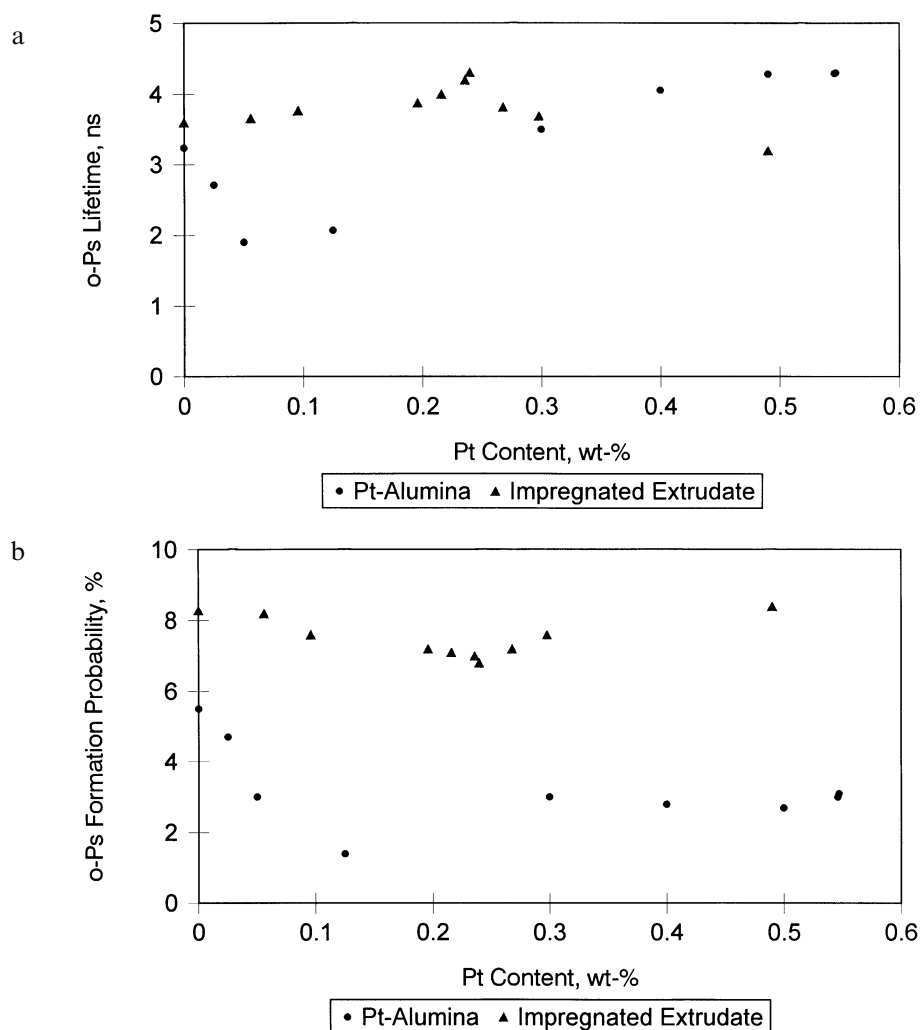 a
o-Ps Lifetime, ns
5
4
3
2
1
0
0 0.1 0.2 0.3 0.4 0.5 0.6
Pt Content, wt-%
• Pt-Alumina ▲ Impregnated Extrudate
b
o-Ps Formation Probability, %
10
8
6
4
2
0
0 0.1 0.2 0.3 0.4 0.5 0.6
Pt Content, wt-%
• Pt-Alumina ▲ Impregnated Extrudate